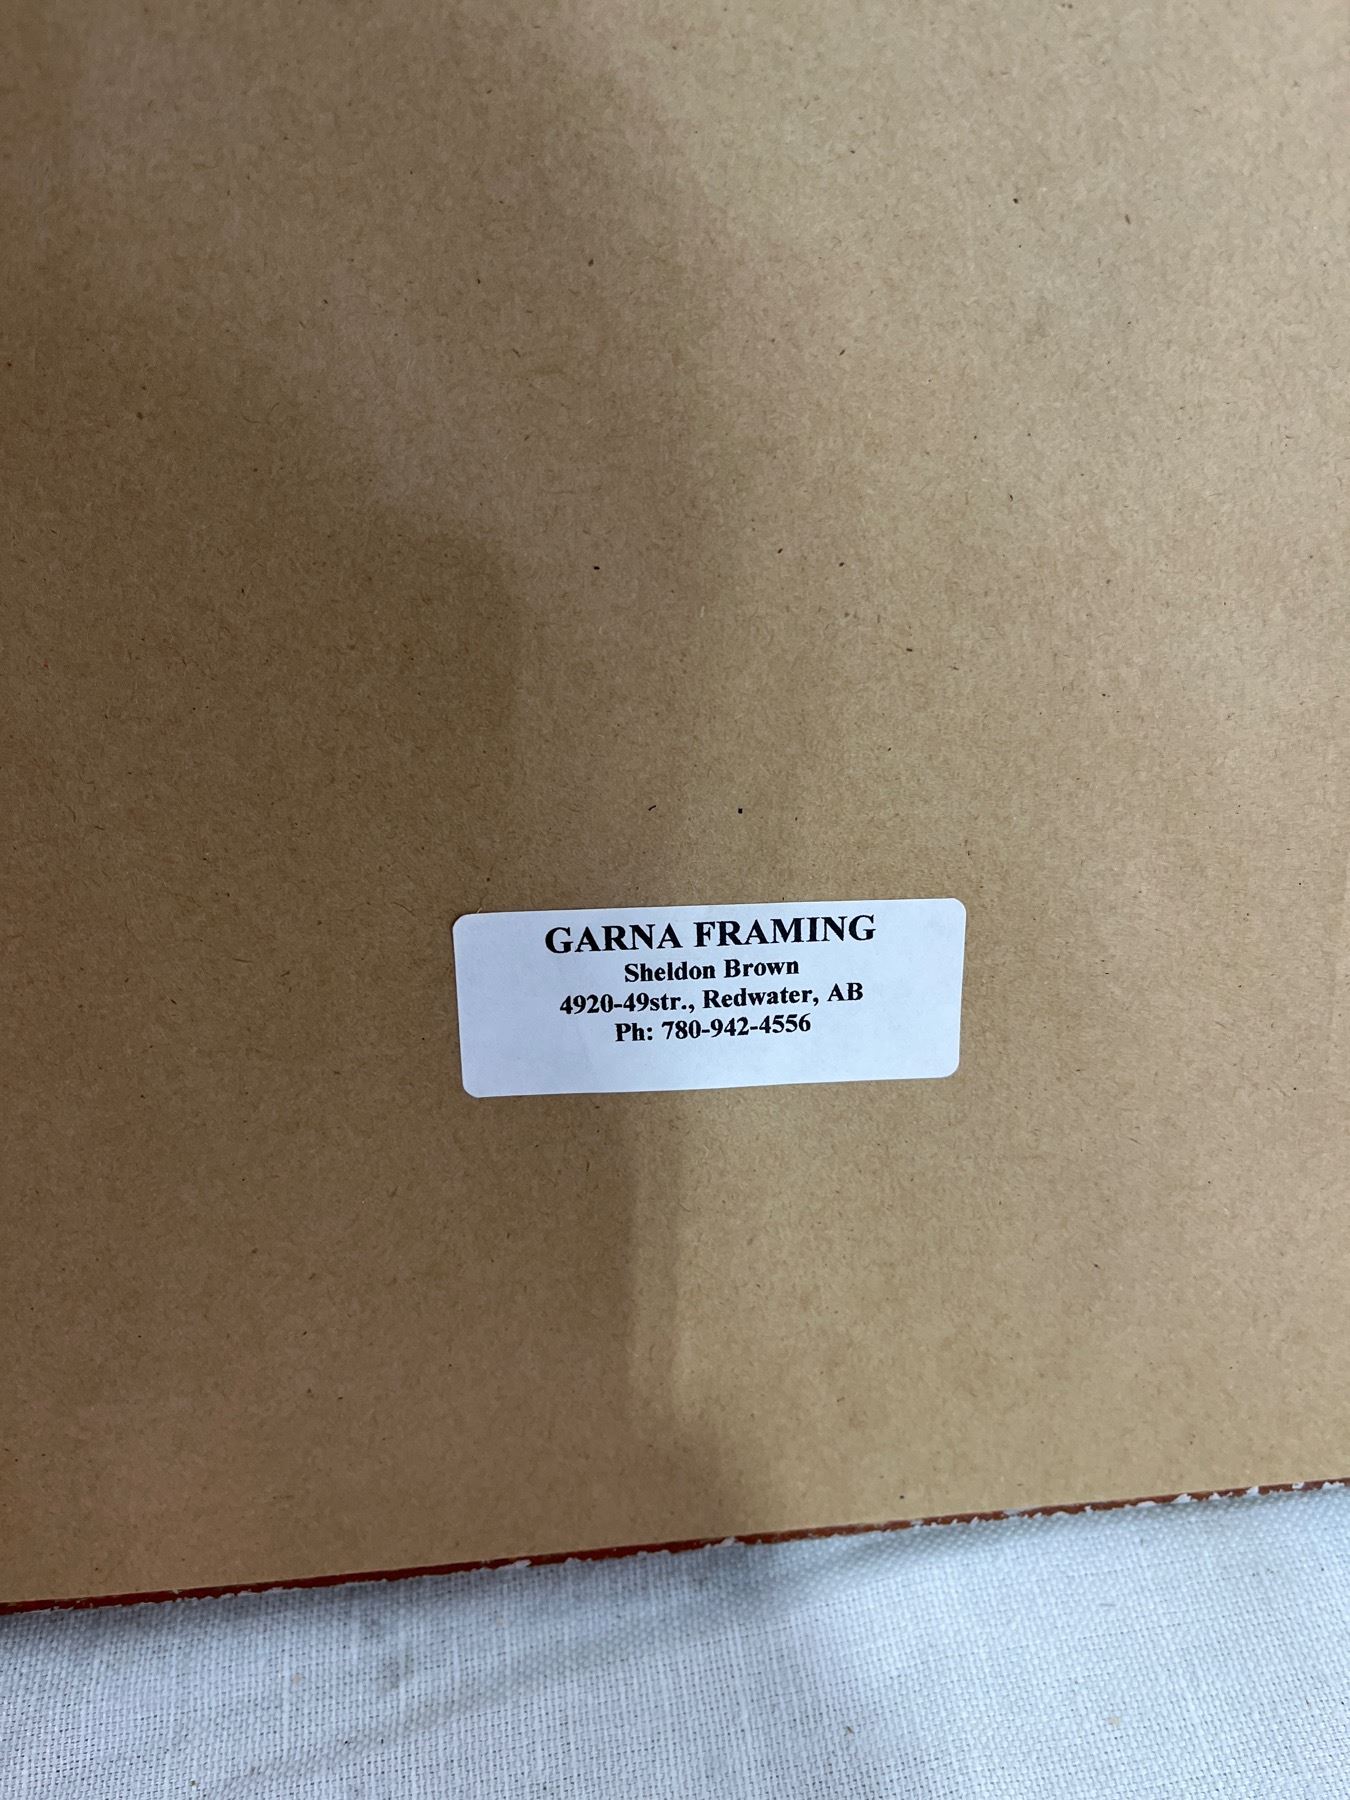 GARNA FRAMING
Sheldon Brown
4920-49str., Redwater, AB
Ph: 780-942-4556